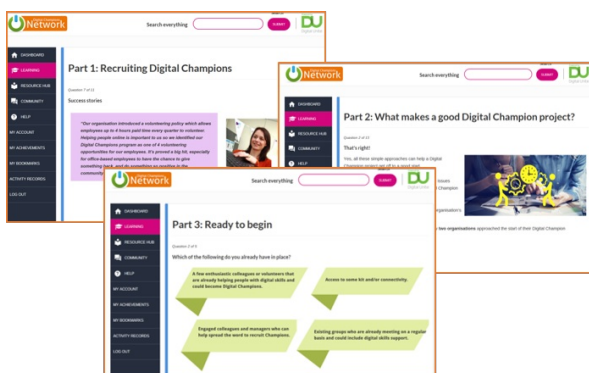 Network
Search everything
SUBMIT
DU
DASHBOARD
LEARNING
RESOURCE HUB
COMMUNITY
HELP
MY ACCOUNT
MY ACHIEVEMENTS
MY BOOKMARKS
ACTIVITY RECORDS
LOG OUT
Part 1: Recruiting Digital Champions
Success stories
"Our organisation introduced a volunteering policy which allows
employees up to 6 hours paid time every quarter to volunteer.
Helping people online is important to us so we identified our
Digital Champions program as one of 4 volunteering
opportunities for our employees. It's proved a big, especially
for office-based employees to have the chance to give
Network
Search everything
SUBMIT
DU
DASHBOARD
LEARNING
RESOURCE HUB
COMMUNITY
HELP
Part 2: What makes a good Digital Champion project?
That's right!
Yes, all these simple approaches can help a Digital
issues
Champion
organisation's
two organisations approached the start of their Digital Champion
Network
Search everything
SUBMIT
DU
DASHBOARD
LEARNING
RESOURCE HUB
COMMUNITY
HELP
MY ACCOUNT
MY ACHIEVEMENTS
MY BOOKMARKS
ACTIVITY RECORDS
LOG OUT
Part 3: Ready to begin
Which of the following do you already have in place?
A few enthusiastic colleagues or volunteers that
are already helping people with digital skills and
could become Digital Champions.
Access to some kit and/or connectivity.
Engaged colleagues and managers who can
help spread the word to recruit Champions.
Existing groups who are already meeting on a regular
basis and could include digital skills support.